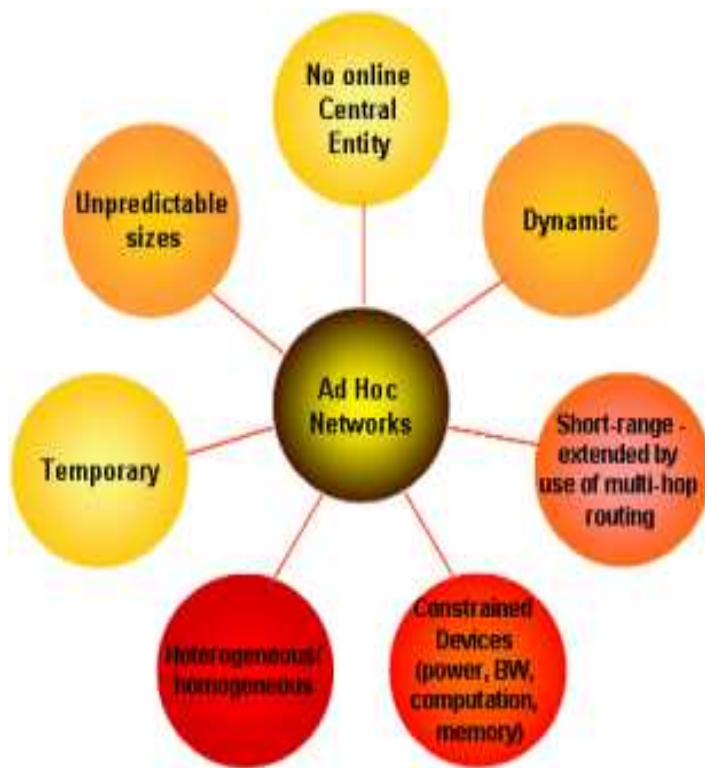 No online
Central
Entity
Unpredictable
sizes
Dynamic
Ad Hoc
Networks
Temporary
Short-range -
extended by
use of multi-hop
routing
Heterogeneous/
homogeneous
Constrained
Devices
(power, BW,
computation,
memory)